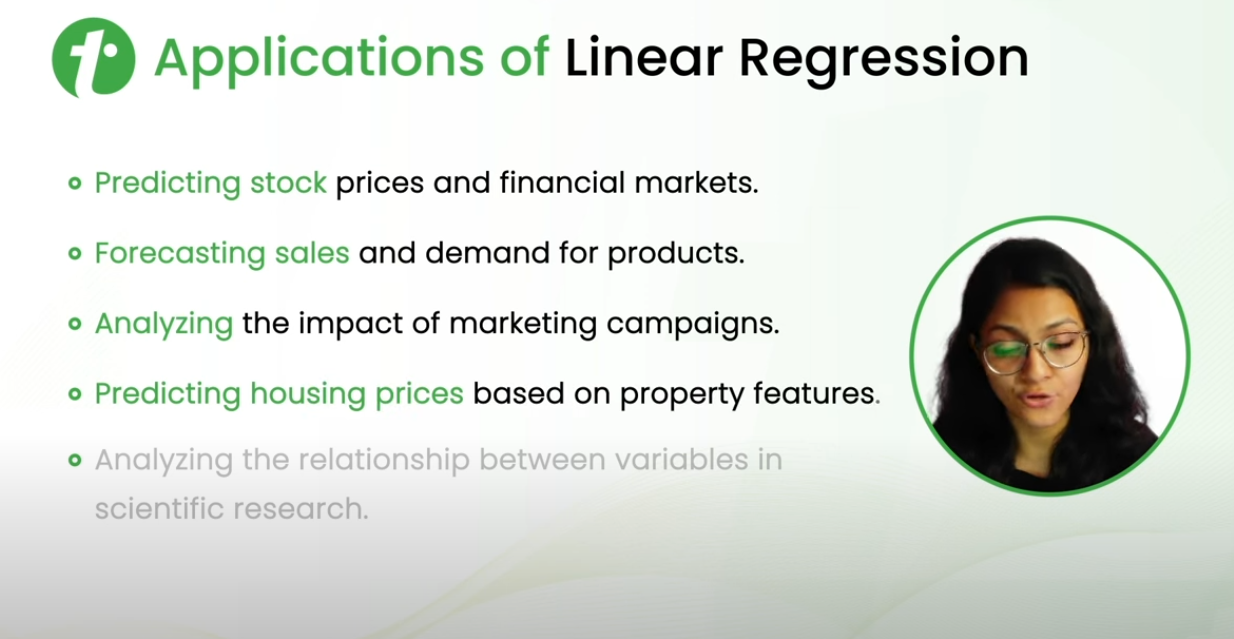 Applications of Linear Regression
Predicting stock prices and financial markets.
Forecasting sales and demand for products.
Analyzing the impact of marketing campaigns.
Predicting housing prices based on property features.
Analyzing the relationship between variables in
scientific research.